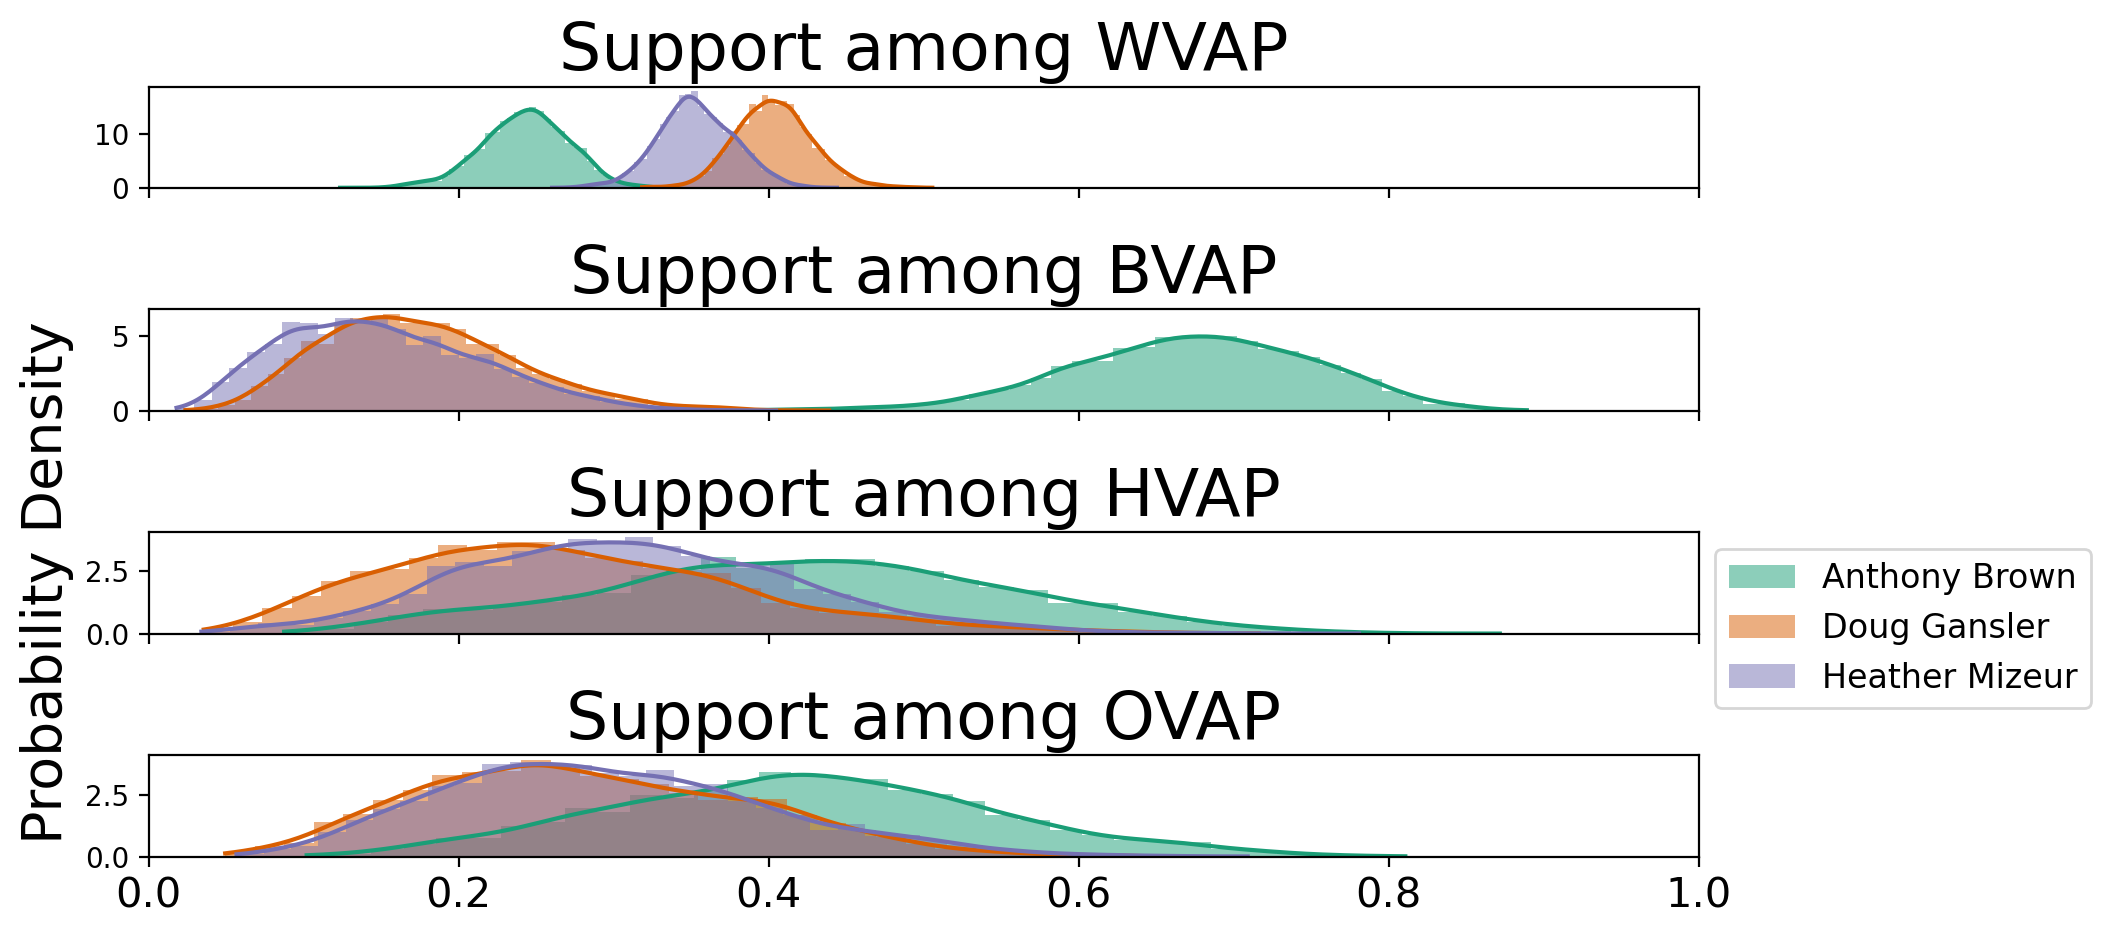 Support among WVAP
10
0
Support among BVAP
5
0
Probability Density
Support among HVAP
2.5
0.0
Anthony Brown
Doug Gansler
Heather Mizeur
Support among OVAP
2.5
0.0
0.0 0.2 0.4 0.6 0.8 1.0